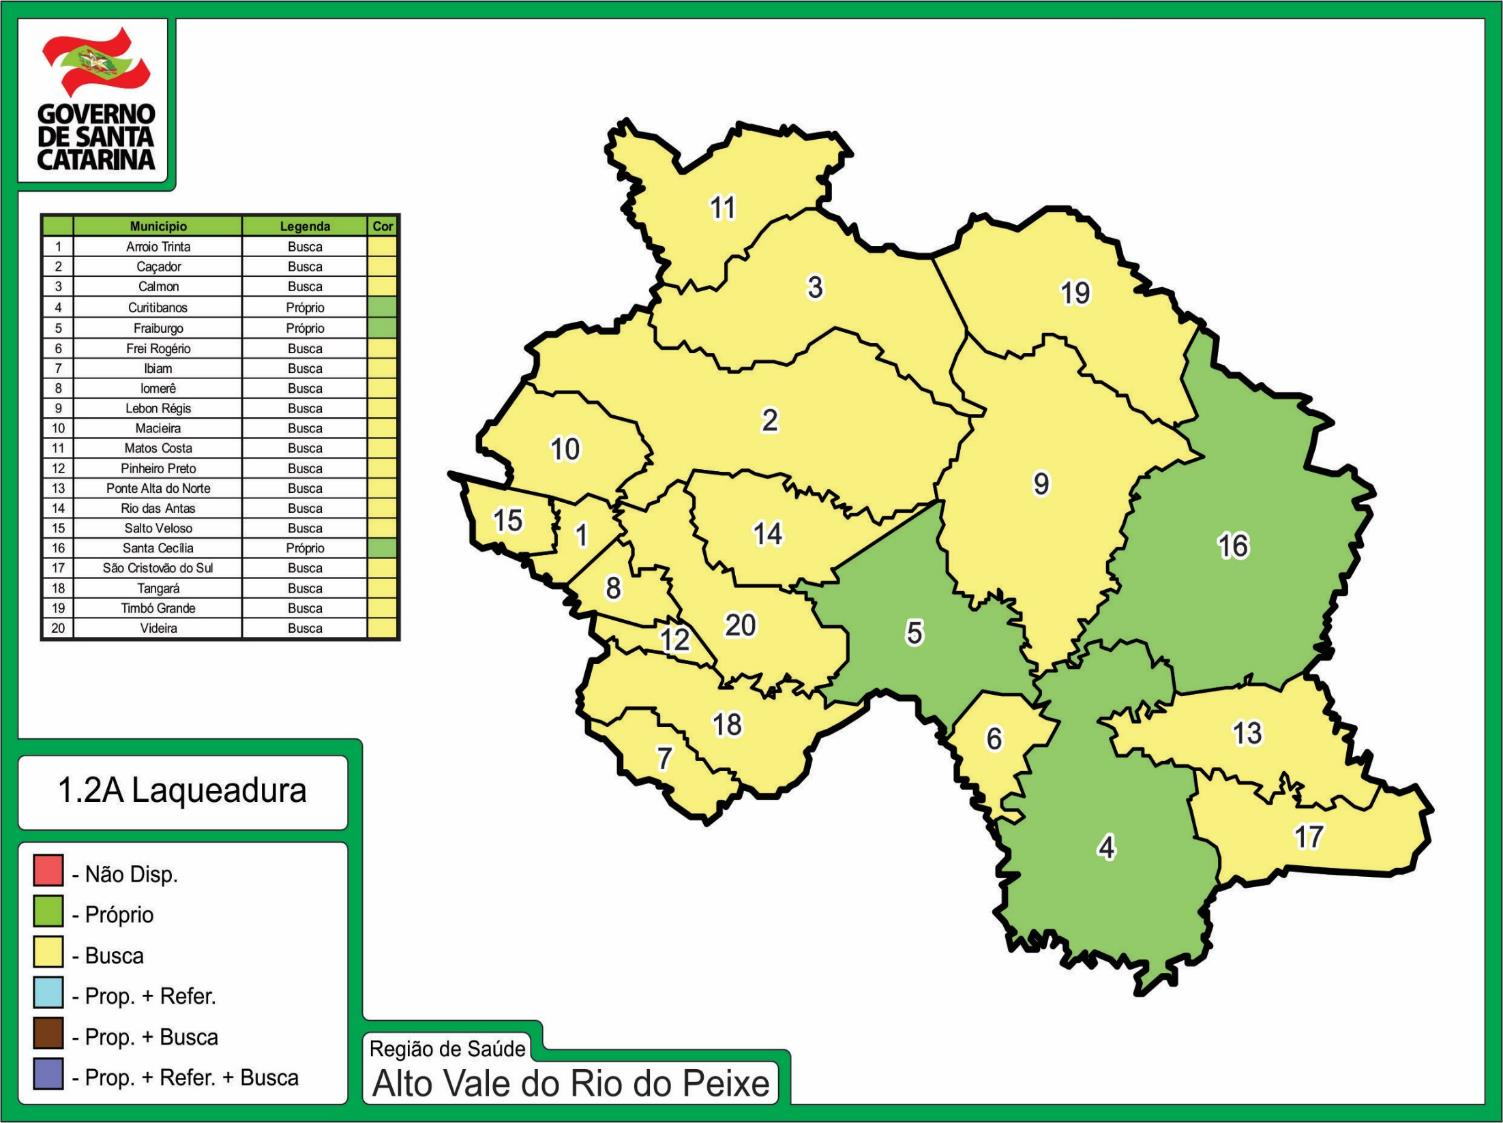 GOVERNO
DE SANTA
CATARINA
Município Legenda Cor
1 Arroio Trinta Busca
2 Caçador Busca
3 Calmon Busca
4 Curitibanos Próprio
5 Fraiburgo Próprio
6 Frei Rogério Busca
7 Ibiam Busca
8 Iomerê Busca
9 Lebon Régis Busca
10 Macieira Busca
11 Matos Costa Busca
12 Pinheiro Preto Busca
13 Ponte Alta do Norte Busca
14 Rio das Antas Busca
15 Salto Veloso Busca
16 Santa Cecília Próprio
17 São Cristovão do Sul Busca
18 Tangará Busca
19 Timbó Grande Busca
20 Videira Busca
11
3
19
2
10
9
15
1
14
16
8
20
12
5
18
6
13
7
17
4
1.2A Laqueadura
- Não Disp.
- Próprio
- Busca
- Prop. + Refer.
- Prop. + Busca
- Prop. + Refer. + Busca
Região de Saúde
Alto Vale do Rio do Peixe